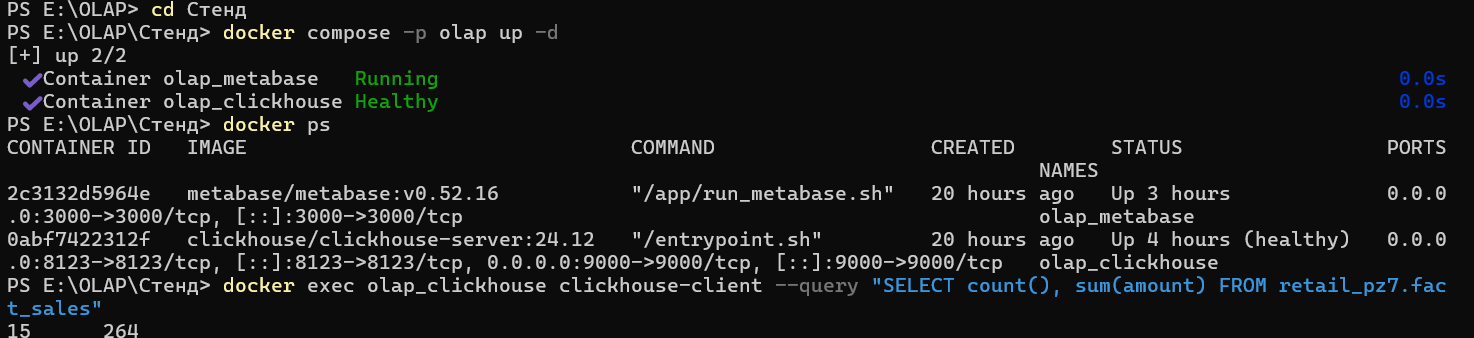 PS E:\OLAP> cd Стенд
PS E:\OLAP\Стенд> docker compose -p olap up -d
[+] up 2/2
✔Container olap_metabase   Running 0.0s
✔Container olap_clickhouse Healthy 0.0s
PS E:\OLAP\Стенд> docker ps
CONTAINER ID   IMAGE                               COMMAND                  CREATED        STATUS                 PORTS
NAMES
2c3132d5964e   metabase/metabase:v0.52.16          "/app/run_metabase.sh"   20 hours ago   Up 3 hours             0.0.0
.0:3000->3000/tcp, [::]:3000->3000/tcp                                               olap_metabase
0abf7422312f   clickhouse/clickhouse-server:24.12   "/entrypoint.sh"         20 hours ago   Up 4 hours (healthy)   0.0.0
.0:8123->8123/tcp, [::]:8123->8123/tcp, 0.0.0.0:9000->9000/tcp, [::]:9000->9000/tcp   olap_clickhouse
PS E:\OLAP\Стенд> docker exec olap_clickhouse clickhouse-client --query "SELECT count(), sum(amount) FROM retail_pz7.fac
t_sales"
15      264